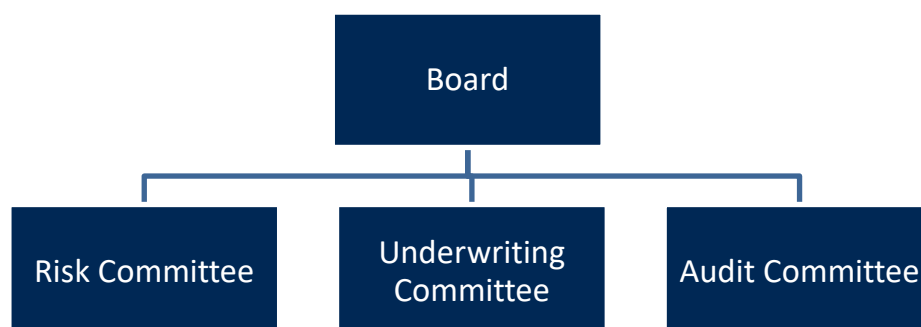 Board
Risk Committee
Underwriting
Committee
Audit Committee